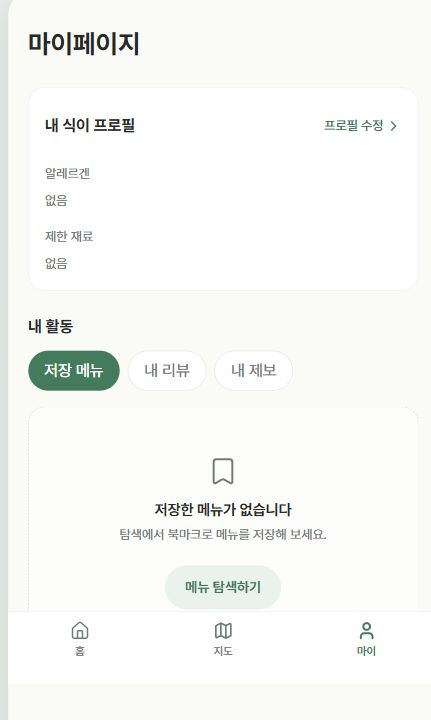 마이페이지
내 식이 프로필
프로필 수정
알레르겐
없음
제한 재료
없음
내 활동
저장 메뉴
내 리뷰
내 제보
저장한 메뉴가 없습니다
탐색에서 북마크로 메뉴를 저장해 보세요.
메뉴 탐색하기
홈
지도
마이